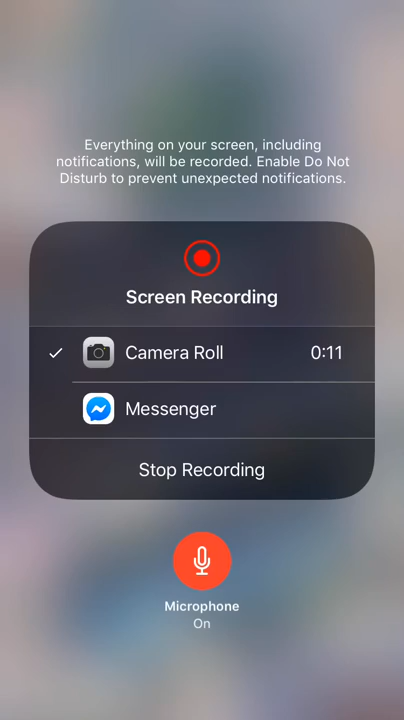 Everything on your screen, including
notifications, will be recorded. Enable Do Not
Disturb to prevent unexpected notifications.
Screen Recording
Camera Roll 0:11
Messenger
Stop Recording
Microphone
On